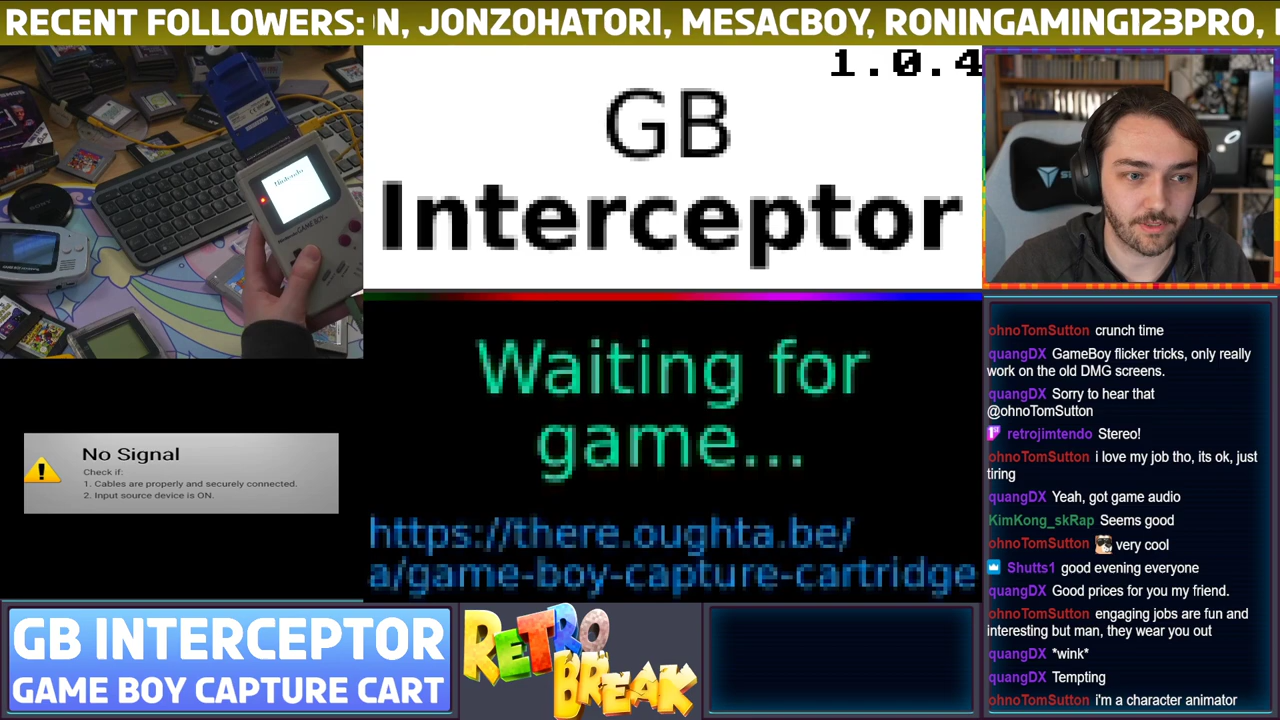 RECENT FOLLOWERS: N, JONZOHATORI, MESACBOY, RONINGAMING123PRO,
1.0.4
GB
Interceptor
Waiting for
game...
https://there.oughta.be/
a/game-boy-capture-cartridge
Nintendo
No Signal
Check if:
1. Cables are properly and securely connected.
2. Input source device is ON.
ohnoTomSutton crunch time
quangDX GameBoy flicker tricks, only really
work on the old DMG screens.
quangDX Sorry to hear that
@ohnoTomSutton
retrojimtendo Stereo!
ohnoTomSutton i love my job tho, its ok, just
tiring
quangDX Yeah, got game audio
KimKong_skRap Seems good
ohnoTomSutton very cool
Shutts1 good evening everyone
quangDX Good prices for you my friend.
ohnoTomSutton engaging jobs are fun and
interesting but man, they wear you out
quangDX *wink*
quangDX Tempting
ohnoTomSutton i'm a character animator
GB INTERCEPTOR
GAME BOY CAPTURE CART
RETRO
BREAK